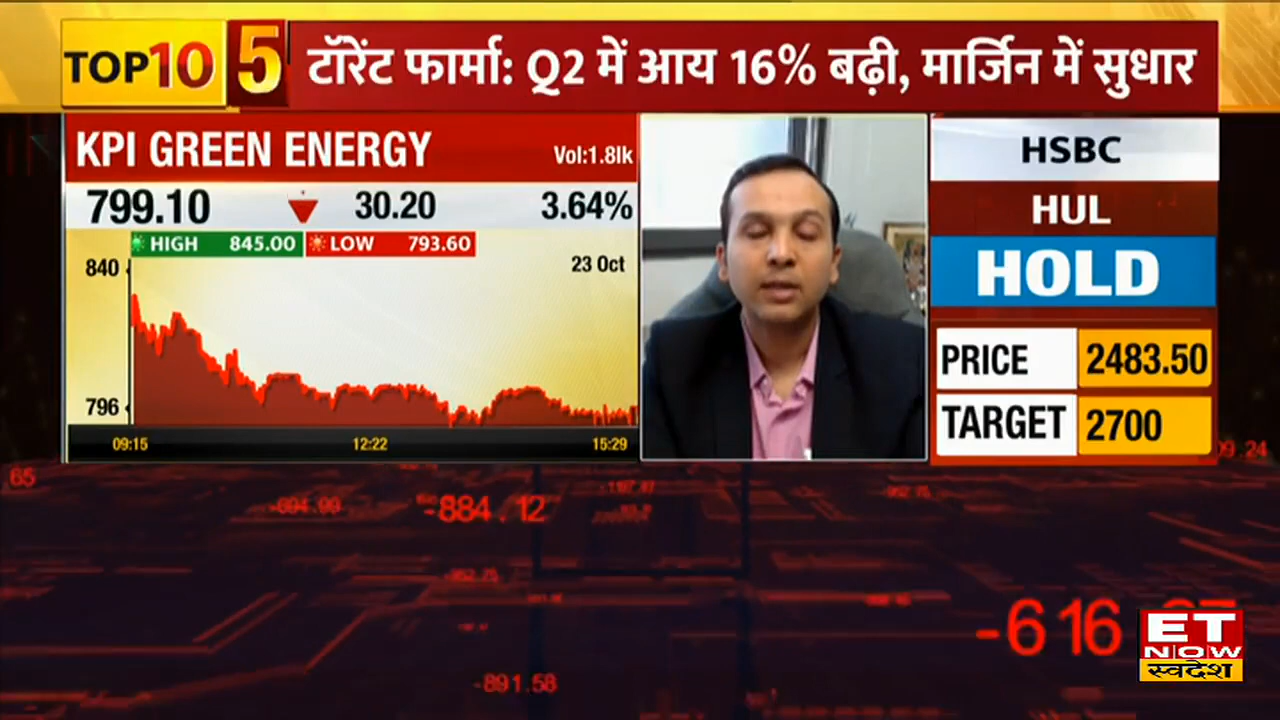 TOP10 5 टॉरेंट फार्मा: Q2 में आय 16% बढ़ी, मार्जिन में सुधार
KPI GREEN ENERGY Vol:1.8lk
799.10 30.20 3.64%
HIGH 845.00 LOW 793.60
23 Oct
840
796
09:15 12:22 15:29
HSBC
HUL
HOLD
PRICE 2483.50
TARGET 2700
65
-884.12
-616
-891.58
ET
NOW
स्वदेश